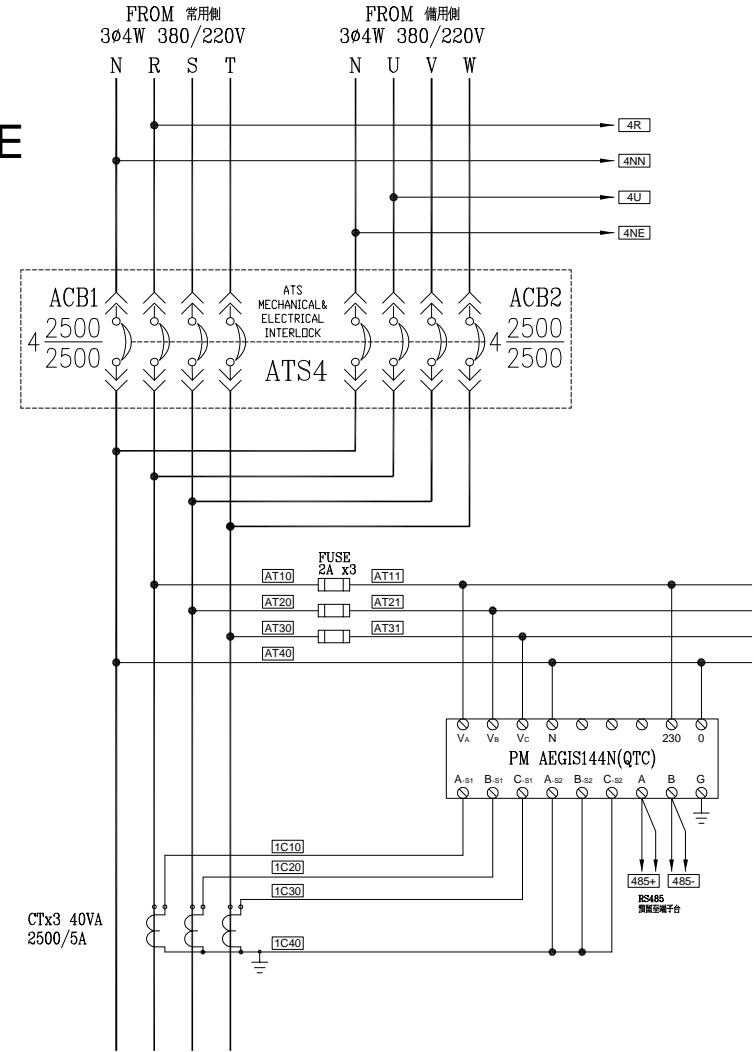 FROM 常用側
3ø4W 380/220V
N R S T
FROM 備用側
3ø4W 380/220V
N U V W
E
4R
4NN
4U
4NE
ACB1
4 2500
2500
ATS
MECHANICAL&
ELECTRICAL
INTERLOCK
ATS4
ACB2
4 2500
2500
FUSE
2A x3
AT10 AT11
AT20 AT21
AT30 AT31
AT40
VA VB VC N 230 0
PM AEGIS144N(QTC)
A-S1 B-S1 C-S1 A-S2 B-S2 C-S2 A B G
1C10
1C20
1C30
1C40
485+ 485-
RS485
預留至端子台
CTx3 40VA
2500/5A